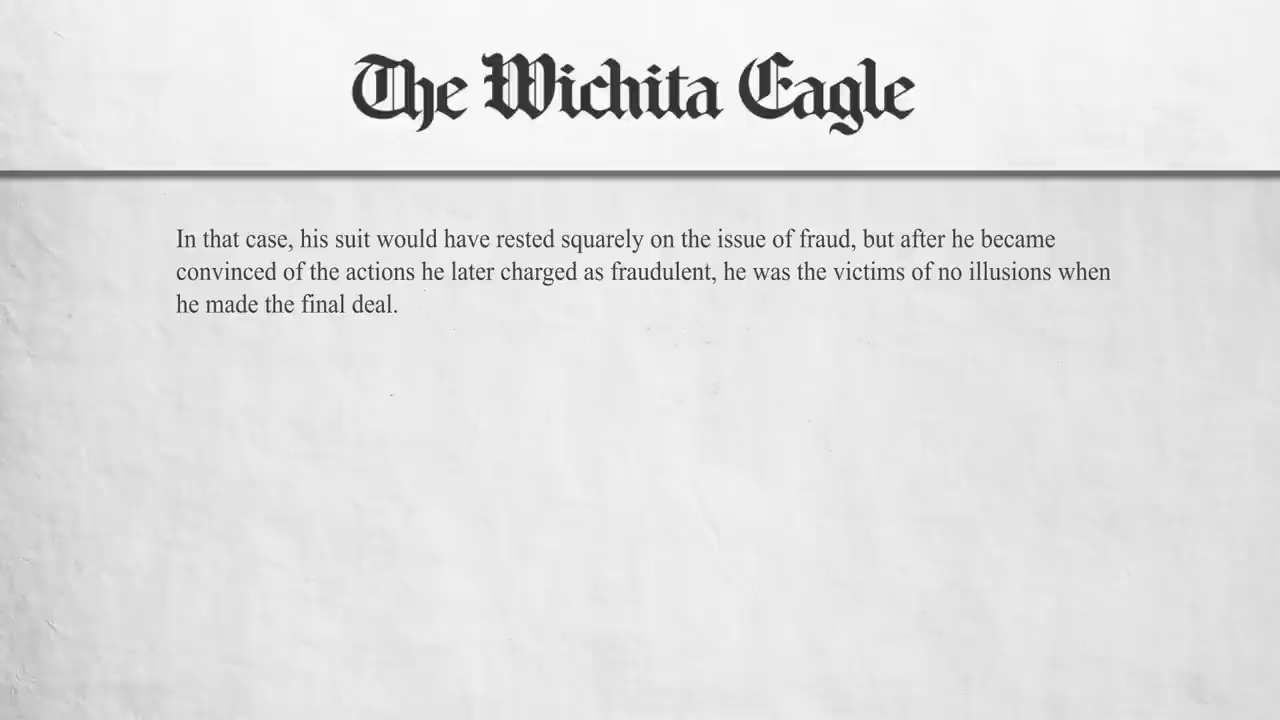 The Wichita Eagle
In that case, his suit would have rested squarely on the issue of fraud, but after he became
convinced of the actions he later charged as fraudulent, he was the victims of no illusions when
he made the final deal.